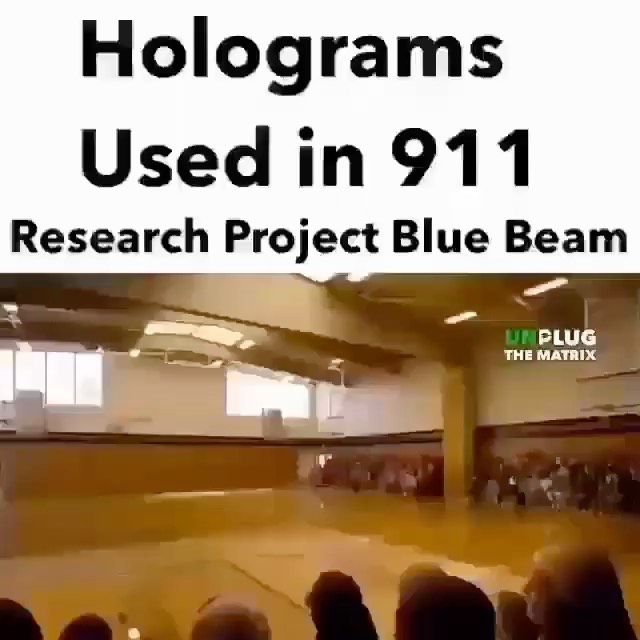 Holograms
Used in 911
Research Project Blue Beam
UNPLUG
THE MATRIX